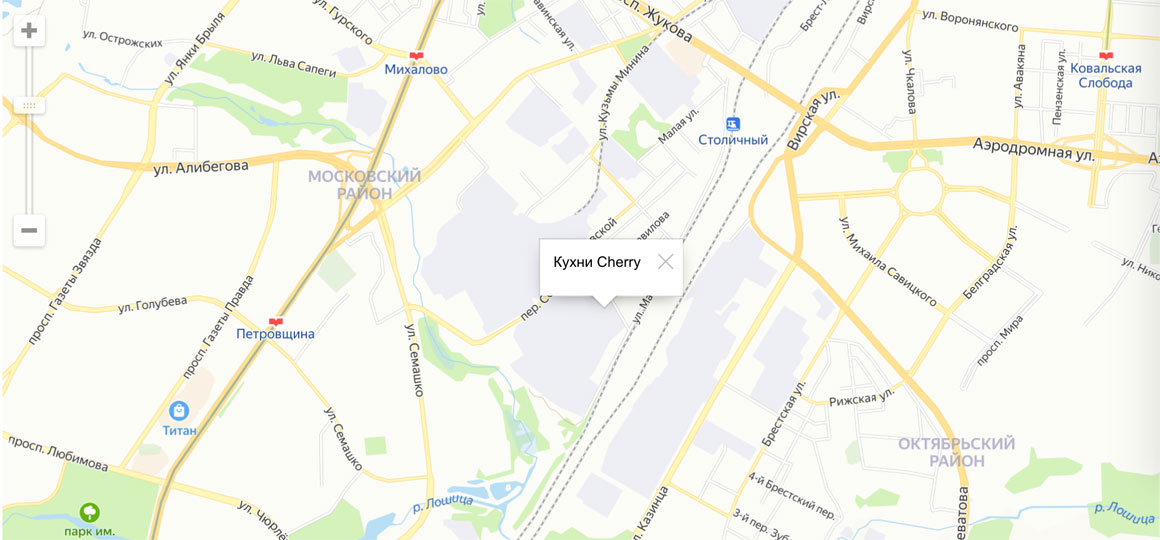 ул. Гурского
просп. Жукова
ул. Воронянского
ул. Острожских
ул. Янки Брыля
ул. Льва Сапеги
Михалово
ул. Кузьмы Минина
ул. Чкалова
ул. Авакяна
Пензенская ул.
Ковальская
Слобода
Малая ул.
Столичный
Вирская ул.
Аэродромная ул.
ул. Алибегова
МОСКОВСКИЙ
РАЙОН
просп. Газеты Звязда
просп. Газеты Правда
ул. Голубева
Петровщина
Кухни Cherry
ул. Михаила Савицкого
Белградская ул.
просп. Мира
ул. Семашко
Титан
ул. Семашко
Рижская ул.
Брестская ул.
ОКТЯБРЬСКИЙ
РАЙОН
просп. Любимова
4-й Брестский пер.
р. Лошица
р. Лошица
парк им.